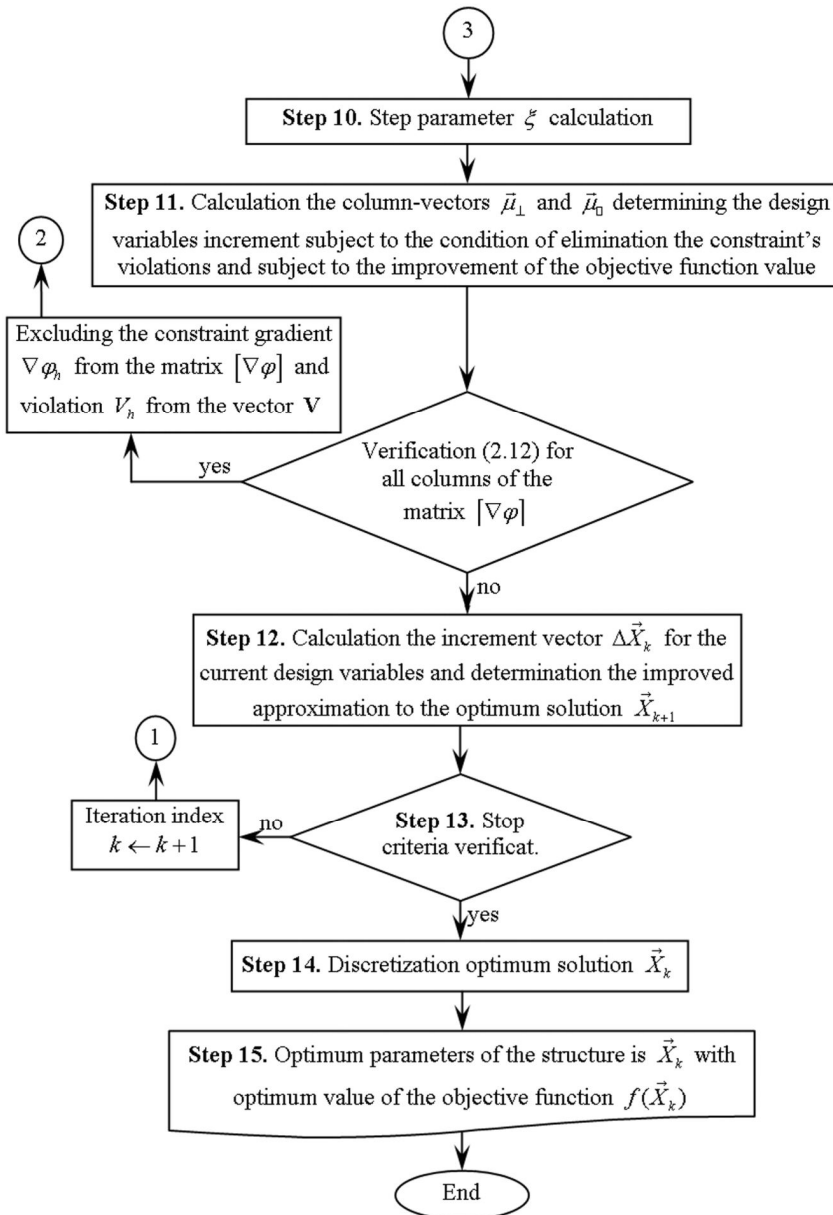 3
Step 10. Step parameter ξ calculation
Step 11. Calculation the column-vectors μ⃗⊥ and μ⃗▯ determining the design
variables increment subject to the condition of elimination the constraint's
violations and subject to the improvement of the objective function value
2
Excluding the constraint gradient
∇φₕ from the matrix [∇φ] and
violation Vₕ from the vector V
yes
Verification (2.12) for
all columns of the
matrix [∇φ]
no
Step 12. Calculation the increment vector ΔX⃗ₖ for the
current design variables and determination the improved
approximation to the optimum solution X⃗ₖ₊₁
1
Iteration index
k ← k+1
no
Step 13. Stop
criteria verificat.
yes
Step 14. Discretization optimum solution X⃗ₖ
Step 15. Optimum parameters of the structure is X⃗ₖ with
optimum value of the objective function f(X⃗ₖ)
End